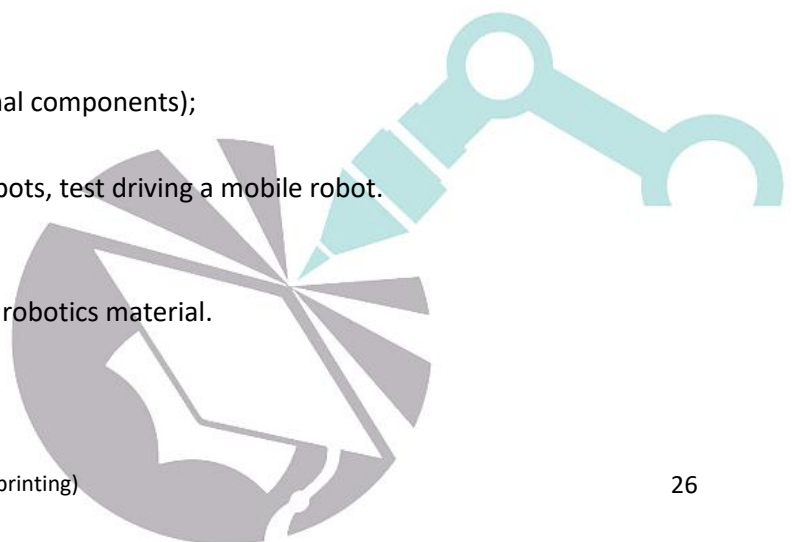 nal components);
bots, test driving a mobile robot.
robotics material.
printing) 26